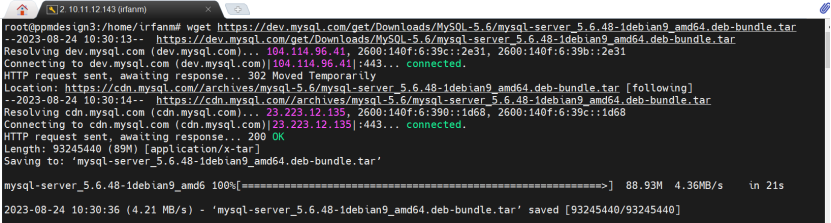 2. 10.11.12.143 (irfanm)
root@ppmdesign3:/home/irfanm# wget https://dev.mysql.com/get/Downloads/MySQL-5.6/mysql-server_5.6.48-1debian9_amd64.deb-bundle.tar
--2023-08-24 10:30:13-- https://dev.mysql.com/get/Downloads/MySQL-5.6/mysql-server_5.6.48-1debian9_amd64.deb-bundle.tar
Resolving dev.mysql.com (dev.mysql.com)... 104.114.96.41, 2600:140f:6:39c::2e31, 2600:140f:6:39b::2e31
Connecting to dev.mysql.com (dev.mysql.com)|104.114.96.41|:443... connected.
HTTP request sent, awaiting response... 302 Moved Temporarily
Location: https://cdn.mysql.com//archives/mysql-5.6/mysql-server_5.6.48-1debian9_amd64.deb-bundle.tar [following]
--2023-08-24 10:30:14-- https://cdn.mysql.com//archives/mysql-5.6/mysql-server_5.6.48-1debian9_amd64.deb-bundle.tar
Resolving cdn.mysql.com (cdn.mysql.com)... 23.223.12.135, 2600:140f:6:390::1d68, 2600:140f:6:39c::1d68
Connecting to cdn.mysql.com (cdn.mysql.com)|23.223.12.135|:443... connected.
HTTP request sent, awaiting response... 200 OK
Length: 93245440 (89M) [application/x-tar]
Saving to: ‘mysql-server_5.6.48-1debian9_amd64.deb-bundle.tar’
mysql-server_5.6.48-1debian9_amd6 100%[==========================================================>] 88.93M 4.36MB/s in 21s
2023-08-24 10:30:36 (4.21 MB/s) - ‘mysql-server_5.6.48-1debian9_amd64.deb-bundle.tar’ saved [93245440/93245440]